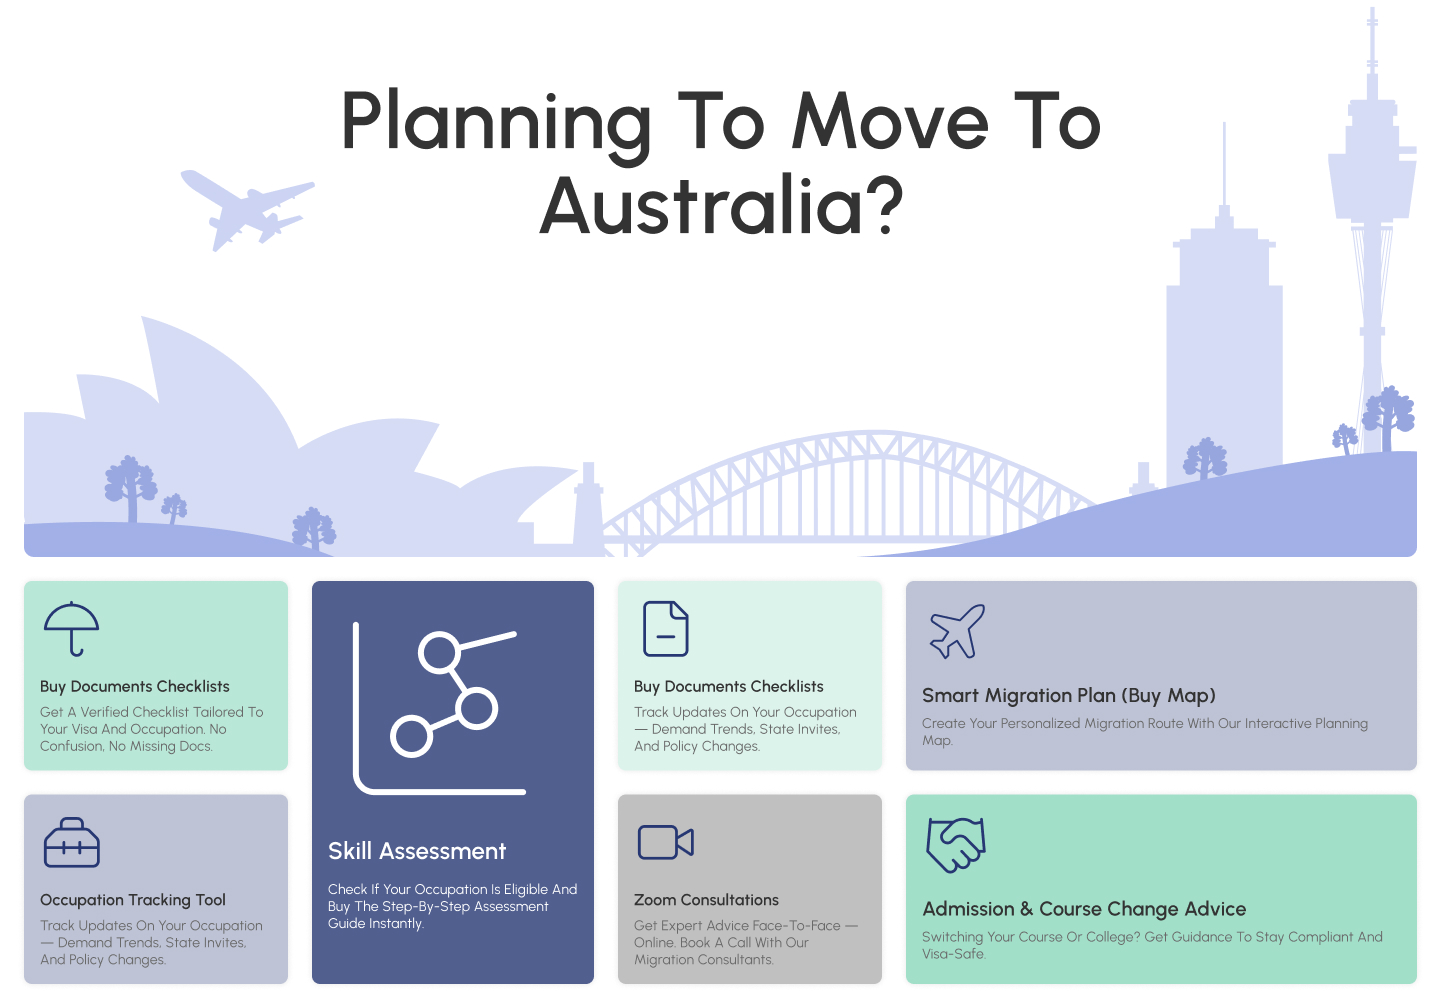 Planning To Move To
Australia?
Buy Documents Checklists
Get A Verified Checklist Tailored To
Your Visa And Occupation. No
Confusion, No Missing Docs.
Occupation Tracking Tool
Track Updates On Your Occupation
— Demand Trends, State Invites,
And Policy Changes.
Skill Assessment
Check If Your Occupation Is Eligible And
Buy The Step-By-Step Assessment
Guide Instantly.
Buy Documents Checklists
Track Updates On Your Occupation
— Demand Trends, State Invites,
And Policy Changes.
Zoom Consultations
Get Expert Advice Face-To-Face —
Online. Book A Call With Our
Migration Consultants.
Smart Migration Plan (Buy Map)
Create Your Personalized Migration Route With Our Interactive Planning
Map.
Admission & Course Change Advice
Switching Your Course Or College? Get Guidance To Stay Compliant And
Visa-Safe.